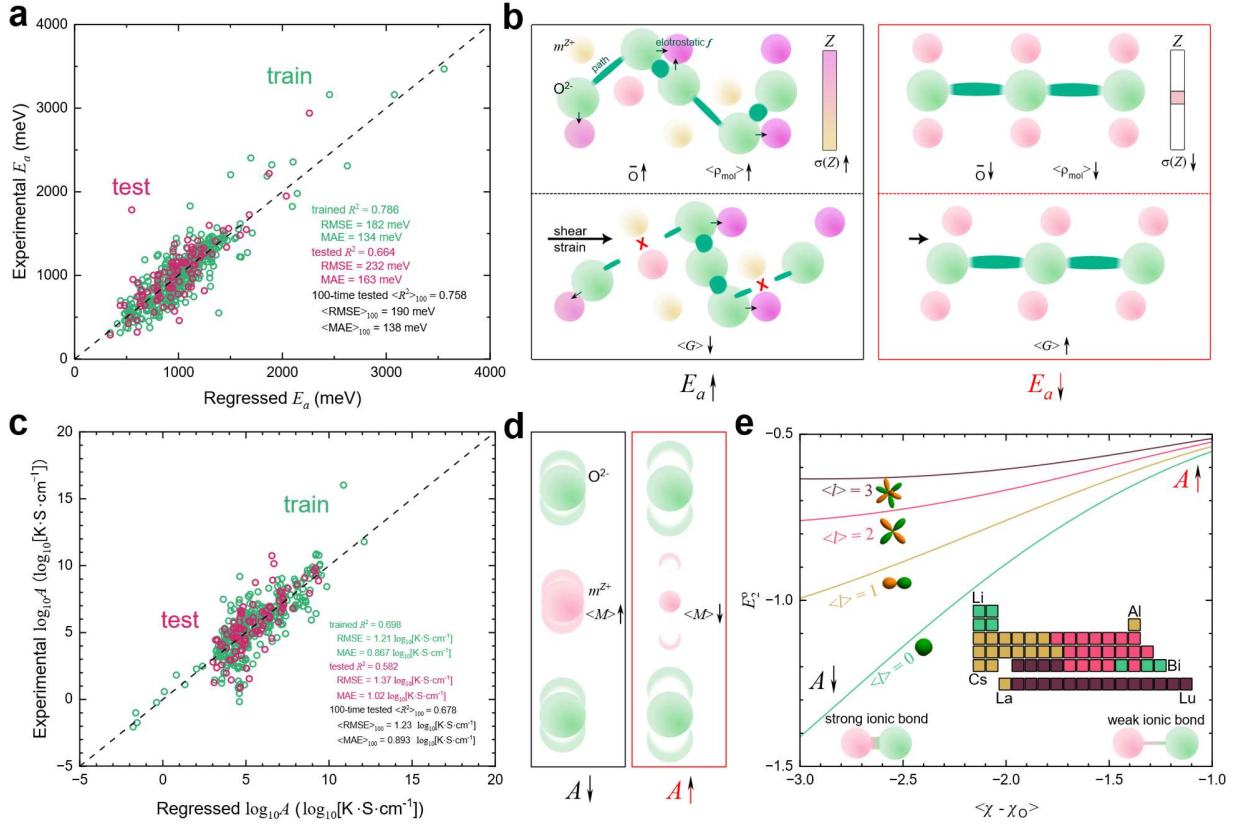 a
Experimental Ea (meV)
4000
3000
2000
1000
0
0
1000
2000
3000
4000
Regressed Ea (meV)
train
test
trained R² = 0.786
RMSE = 182 meV
MAE = 134 meV
tested R² = 0.664
RMSE = 232 meV
MAE = 163 meV
100-time tested <R²>100 = 0.758
<RMSE>100 = 190 meV
<MAE>100 = 138 meV
b
m^Z+
O²⁻
path
elotrostatic f
Z
σ(Z)↑
Ō↑
<ρmol>↑
shear
strain
X
X
<G>↓
Ea↑
Z
σ(Z)↓
Ō↓
<ρmol>↓
<G>↑
Ea↓
c
Experimental log₁₀A (log₁₀[K·S·cm⁻¹])
20
15
10
5
0
−5
−5
0
5
10
15
20
Regressed log₁₀A (log₁₀[K·S·cm⁻¹])
train
test
trained R² = 0.698
RMSE = 1.21 log₁₀[K·S·cm⁻¹]
MAE = 0.867 log₁₀[K·S·cm⁻¹]
tested R² = 0.582
RMSE = 1.37 log₁₀[K·S·cm⁻¹]
MAE = 1.02 log₁₀[K·S·cm⁻¹]
100-time tested <R²>100 = 0.678
<RMSE>100 = 1.23 log₁₀[K·S·cm⁻¹]
<MAE>100 = 0.893 log₁₀[K·S·cm⁻¹]
d
O²⁻
m^Z+
<M>↑
<M>↓
A↓
A↑
e
−0.5
−1.0
−1.5
<l> = 3
<l> = 2
<l> = 1
<l> = 0
A↑
A↓
Li
Al
Cs
Bi
La
Lu
strong ionic bond
weak ionic bond
−3.0
−2.5
−2.0
−1.5
−1.0
<χ - χO>